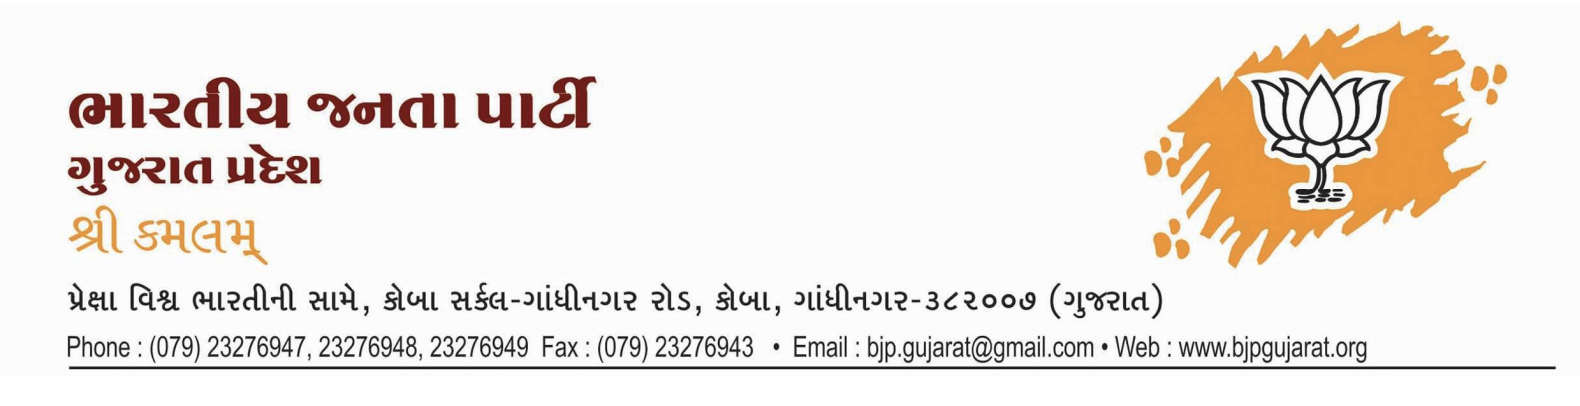 ભારતીય જનતા પાર્ટી
ગુજરાત પ્રદેશ
શ્રી કમલમ્
પ્રેક્ષા વિશ્વ ભારતીની સામે, કોબા સર્કલ-ગાંધીનગર રોડ, કોબા, ગાંધીનગર-૩૮૨૦૦૭ (ગુજરાત)
Phone : (079) 23276947, 23276948, 23276949 Fax : (079) 23276943 • Email : bjp.gujarat@gmail.com • Web : www.bjpgujarat.org